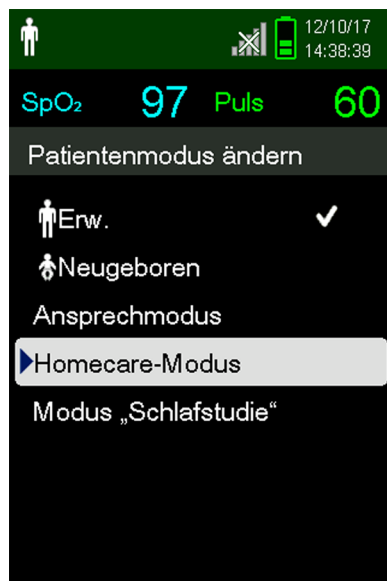 12/10/17
14:38:39
SpO₂ 97 Puls 60
Patientenmodus ändern
Erw.
Neugeboren
Ansprechmodus
Homecare-Modus
Modus „Schlafstudie“